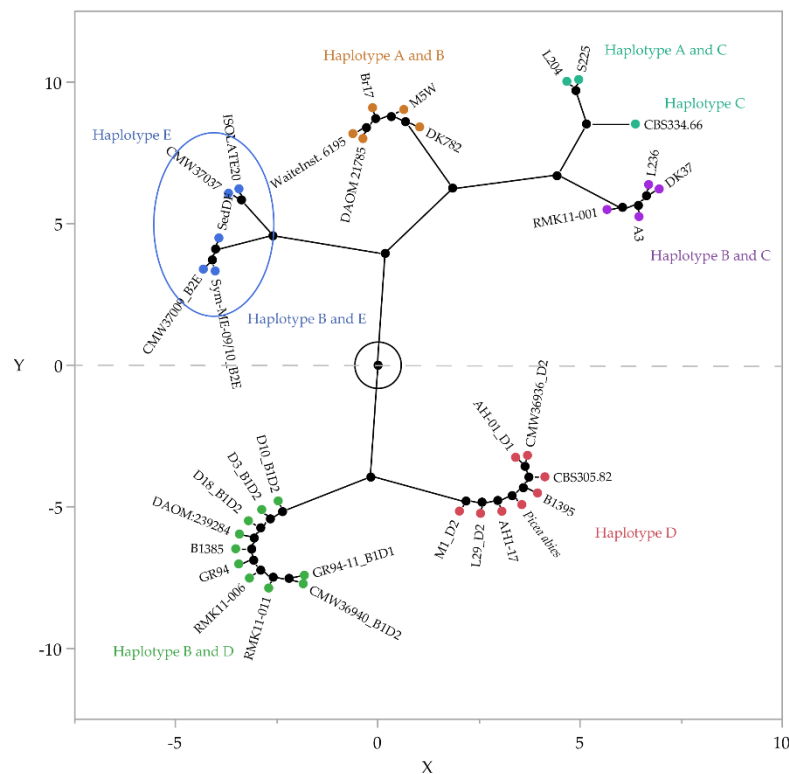 Haplotype A and B
Haplotype A and C
Haplotype C
Haplotype E
Haplotype B and E
Haplotype B and C
Haplotype D
Haplotype B and D
Br17
M5W
DK782
WaiteInst. 6195
DAOM 21785
L204
S225
CBS334.66
L236
DK37
RMK11-001
A3
ISOLATE20
CMW37037
CMW37009_B2E
Sym-ME-09/10_B2E
AH-01_D1
CMW36936_D2
CBS305.82
B1395
Picea abies
AH1-17
L29_D2
M1_D2
D10_B1D2
D3_B1D2
D18_B1D2
DAOM:239284
B1385
GR94
RMK11-006
RMK11-011
GR94-11_B1D1
CMW36940_B1D2
10
5
0
-5
-10
Y
-5
0
5
10
X